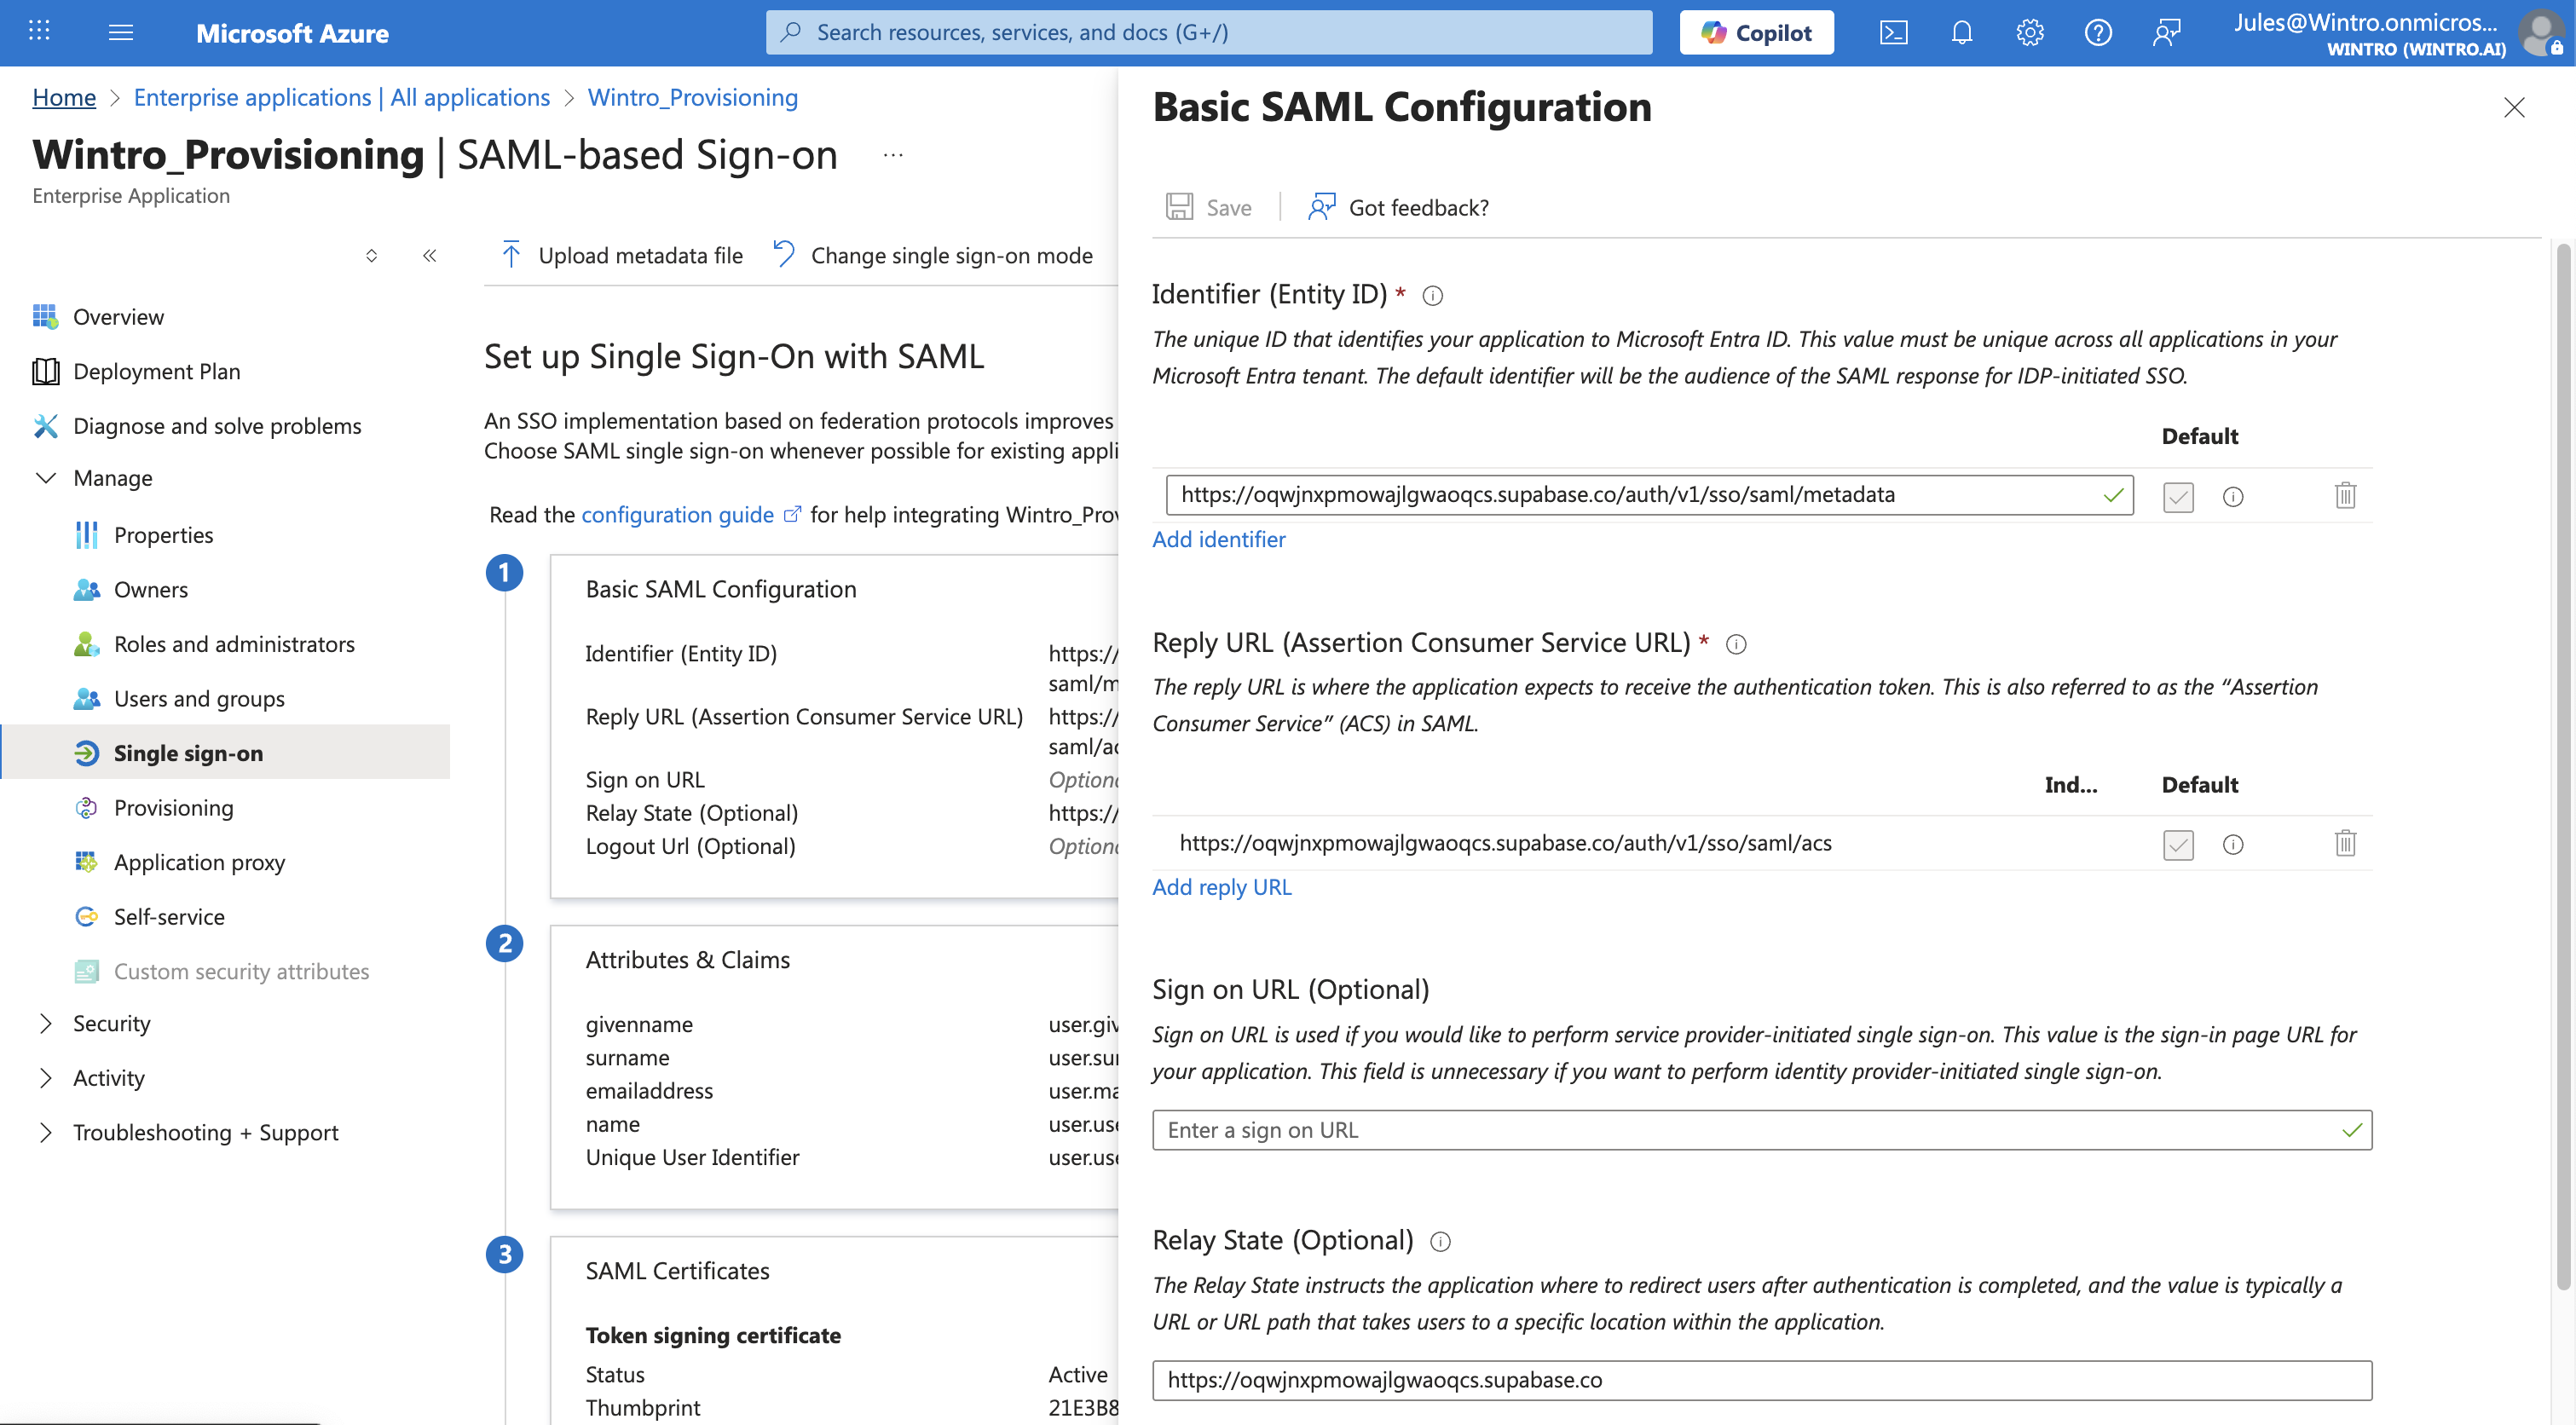 Microsoft Azure
Search resources, services, and docs (G+/)
Copilot
Jules@Wintro.onmicros...
WINTRO (WINTRO.AI)
Home > Enterprise applications | All applications > Wintro_Provisioning
Wintro_Provisioning | SAML-based Sign-on ...
Enterprise Application
Overview
Deployment Plan
Diagnose and solve problems
Manage
Properties
Owners
Roles and administrators
Users and groups
Single sign-on
Provisioning
Application proxy
Self-service
Custom security attributes
Security
Activity
Troubleshooting + Support
Upload metadata file
Change single sign-on mode
Set up Single Sign-On with SAML
An SSO implementation based on federation protocols improves
Choose SAML single sign-on whenever possible for existing appli
Read the configuration guide for help integrating Wintro_Prov
1
Basic SAML Configuration
Identifier (Entity ID) https://
saml/m
Reply URL (Assertion Consumer Service URL) https://
saml/ac
Sign on URL Optiona
Relay State (Optional) https://
Logout Url (Optional) Optiona
2
Attributes & Claims
givenname user.giv
surname user.sur
emailaddress user.ma
name user.use
Unique User Identifier user.use
3
SAML Certificates
Token signing certificate
Status Active
Thumbprint 21E3B8
Basic SAML Configuration
Save
Got feedback?
Identifier (Entity ID) *
The unique ID that identifies your application to Microsoft Entra ID. This value must be unique across all applications in your
Microsoft Entra tenant. The default identifier will be the audience of the SAML response for IDP-initiated SSO.
Default
https://oqwjnxpmowajlgwaoqcs.supabase.co/auth/v1/sso/saml/metadata
Add identifier
Reply URL (Assertion Consumer Service URL) *
The reply URL is where the application expects to receive the authentication token. This is also referred to as the “Assertion
Consumer Service” (ACS) in SAML.
Ind... Default
https://oqwjnxpmowajlgwaoqcs.supabase.co/auth/v1/sso/saml/acs
Add reply URL
Sign on URL (Optional)
Sign on URL is used if you would like to perform service provider-initiated single sign-on. This value is the sign-in page URL for
your application. This field is unnecessary if you want to perform identity provider-initiated single sign-on.
Enter a sign on URL
Relay State (Optional)
The Relay State instructs the application where to redirect users after authentication is completed, and the value is typically a
URL or URL path that takes users to a specific location within the application.
https://oqwjnxpmowajlgwaoqcs.supabase.co